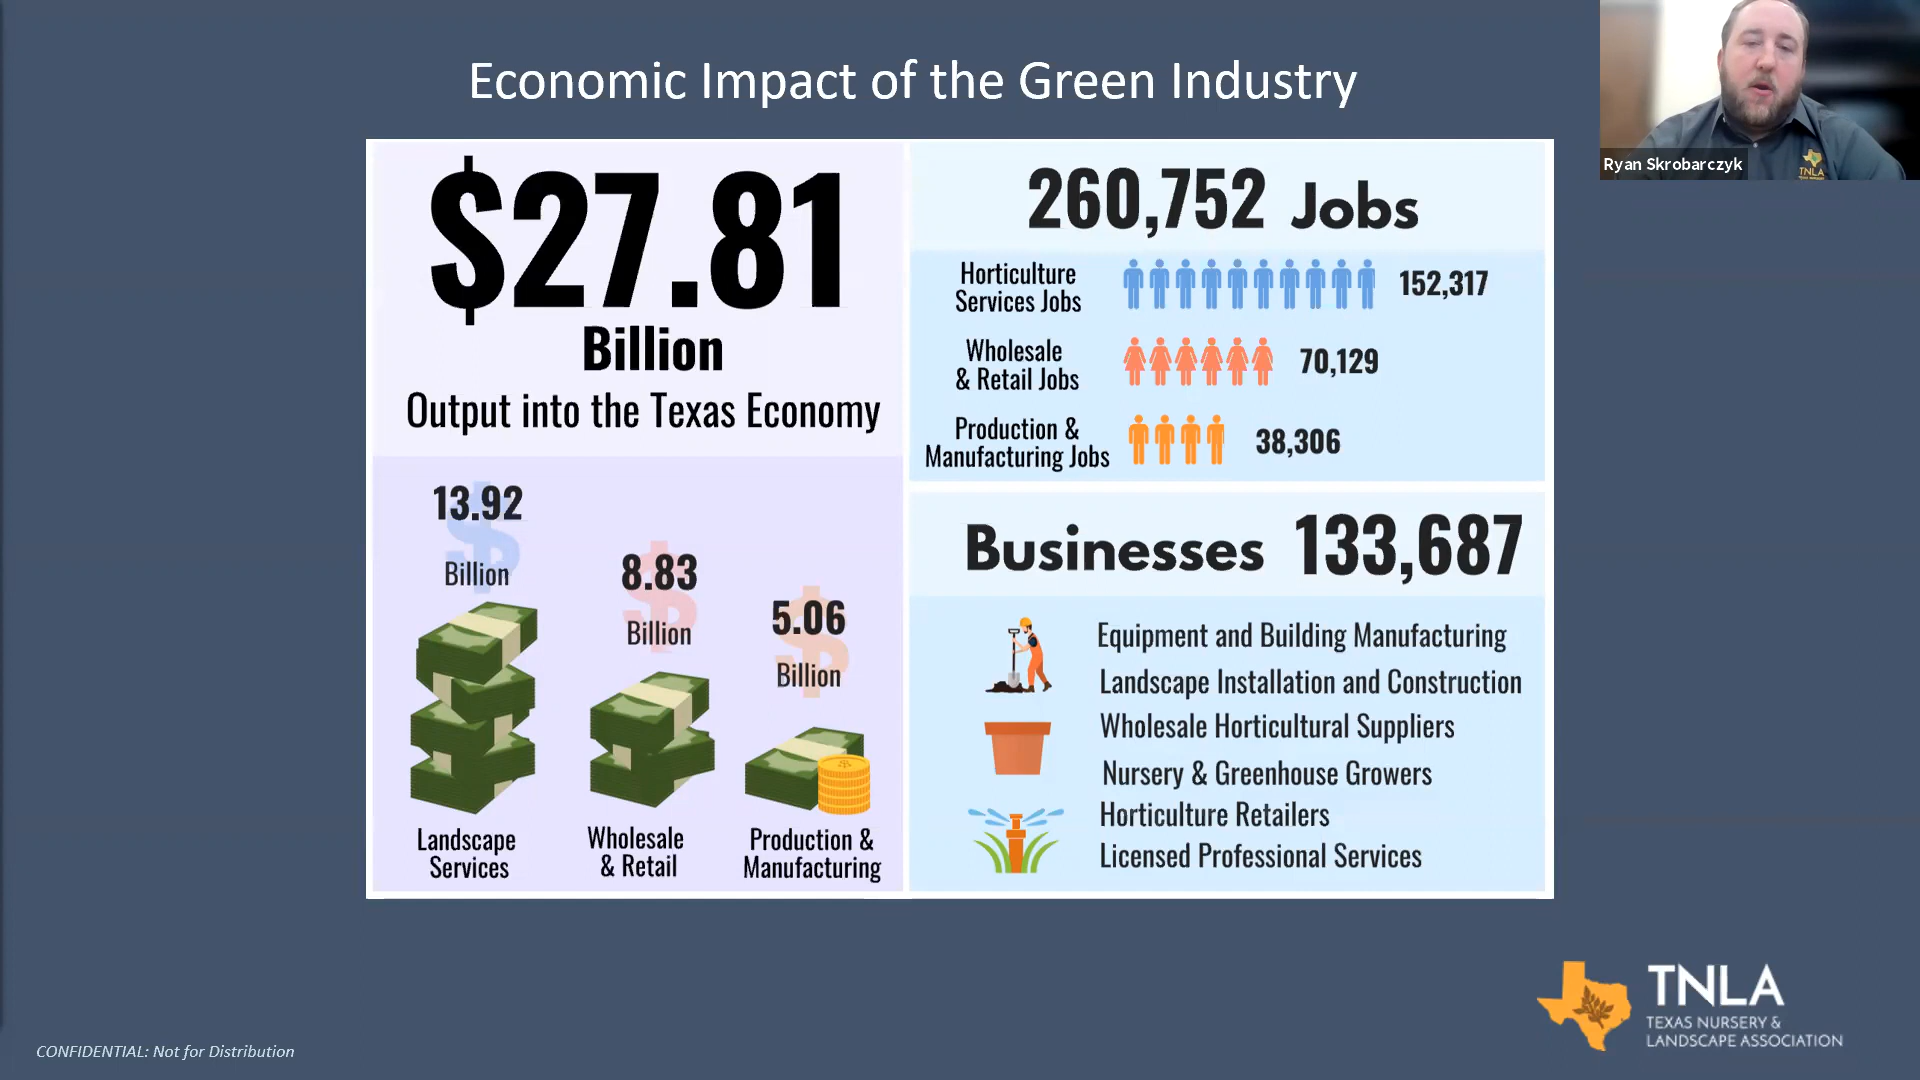 Economic Impact of the Green Industry
$27.81
Billion
Output into the Texas Economy
13.92
Billion
8.83
Billion
5.06
Billion
Landscape
Services
Wholesale
& Retail
Production &
Manufacturing
260,752 Jobs
Horticulture
Services Jobs
152,317
Wholesale
& Retail Jobs
70,129
Production &
Manufacturing Jobs
38,306
Businesses 133,687
Equipment and Building Manufacturing
Landscape Installation and Construction
Wholesale Horticultural Suppliers
Nursery & Greenhouse Growers
Horticulture Retailers
Licensed Professional Services
TNLA
Ryan Skrobarczyk
TNLA
TEXAS NURSERY &
LANDSCAPE ASSOCIATION
CONFIDENTIAL: Not for Distribution